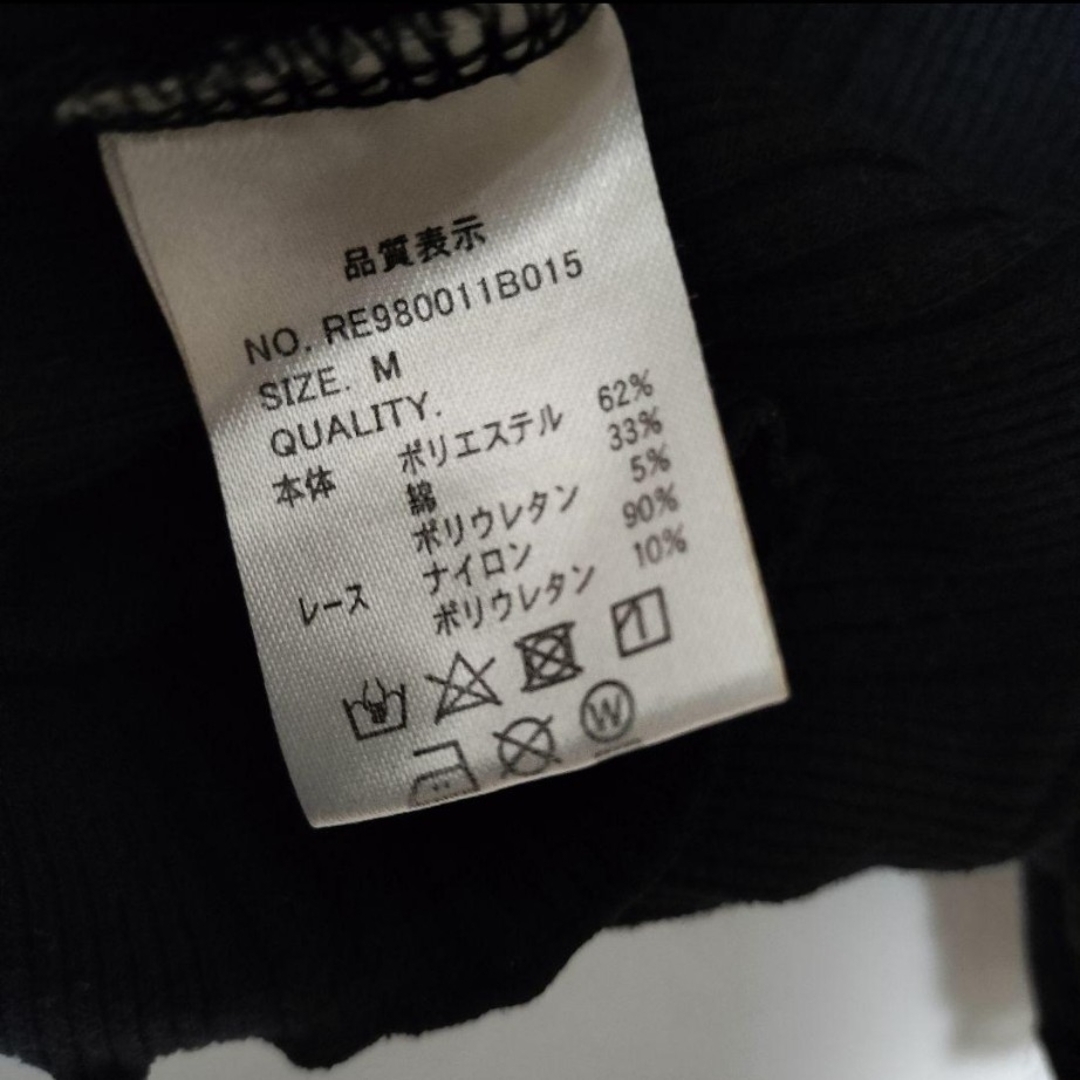 品質表示
NO. RE980011B015
SIZE. M
QUALITY.
本体 ポリエステル 62%
綿 33%
ポリウレタン 5%
レース ナイロン 90%
ポリウレタン 10%
W